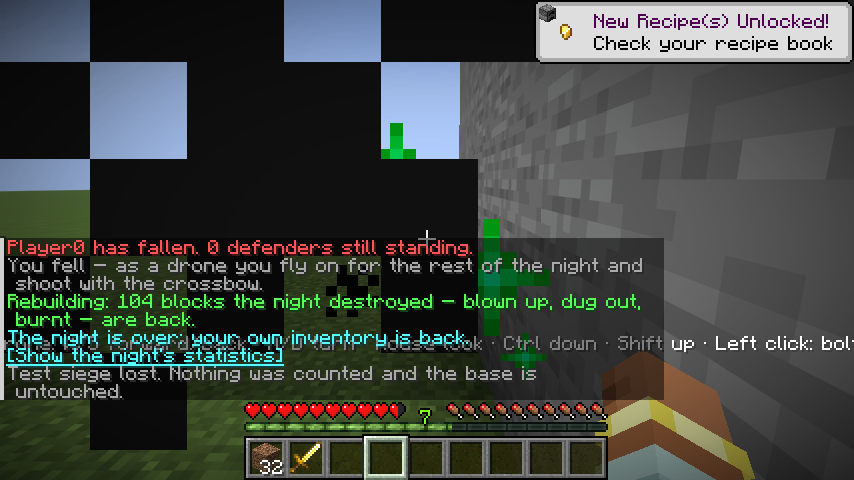 New Recipe(s) Unlocked!
Check your recipe book
Player0 has fallen. 0 defenders still standing.
You fell — as a drone you fly on for the rest of the night and
shoot with the crossbow.
Rebuilding: 104 blocks the night destroyed — blown up, dug out,
burnt — are back.
The night is over: your own inventory is back.
look · Ctrl down · Shift up · Left click: bolt
[Show the night's statistics]
Test siege lost. Nothing was counted and the base is
untouched.
7
32